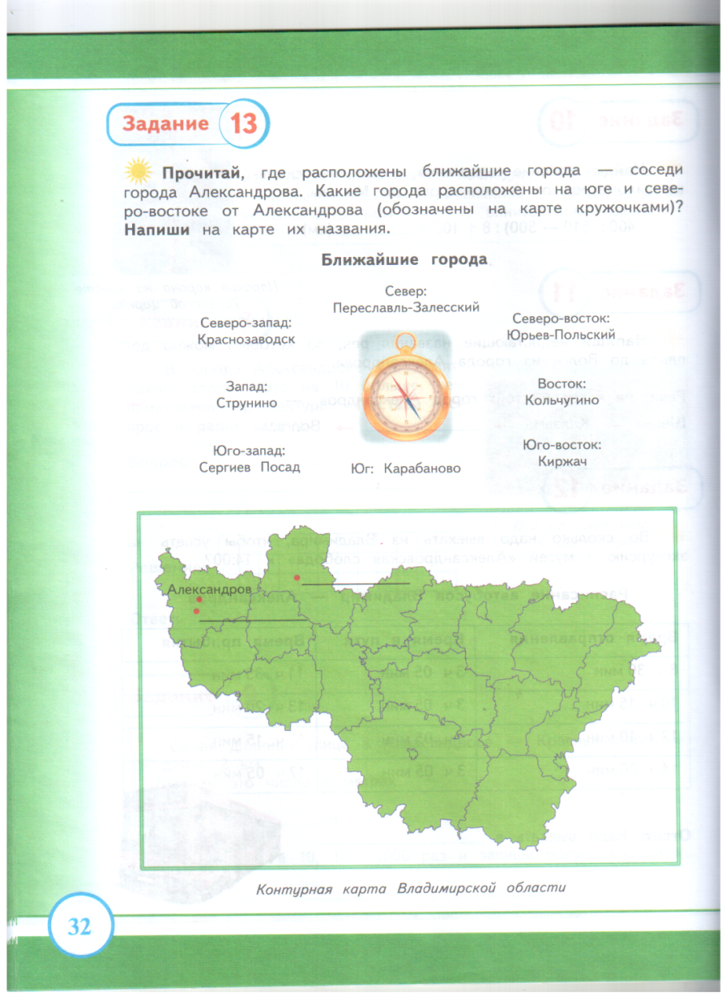 Задание 13
Прочитай, где расположены ближайшие города — соседи
города Александрова. Какие города расположены на юге и севе-
ро-востоке от Александрова (обозначены на карте кружочками)?
Напиши на карте их названия.
Ближайшие города
Север:
Переславль-Залесский
Северо-запад:
Краснозаводск
Северо-восток:
Юрьев-Польский
Запад:
Струнино
Восток:
Кольчугино
Юго-запад:
Сергиев Посад
Юг: Карабаново
Юго-восток:
Киржач
Александров
Контурная карта Владимирской области
32